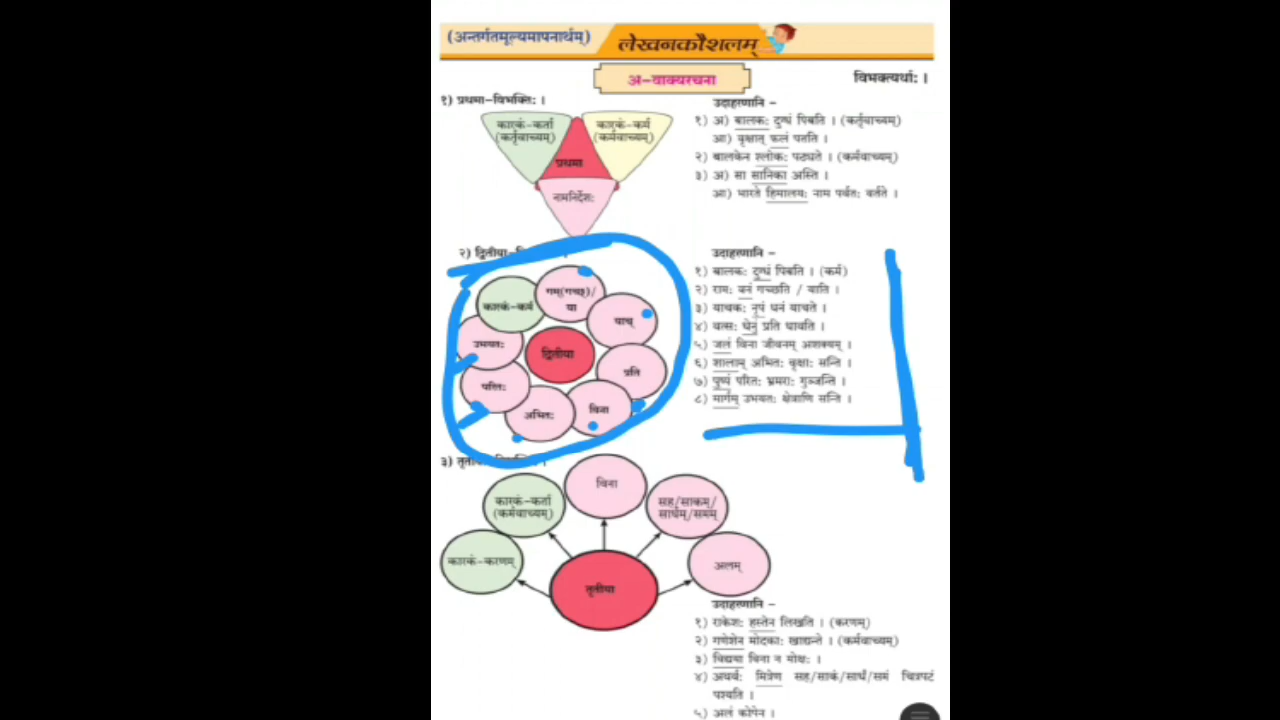 (अन्तर्गतमूल्यमापनार्थम्)
लेखनकौशलम्
अ-वाक्यरचना
विभक्त्यर्थाः ।
१) प्रथमा-विभक्तिः ।
कारकं-कर्ता
(कर्तृवाच्यम्)
कारकं-कर्म
(कर्मवाच्यम्)
प्रथमा
नामनिर्देशः
उदाहरणानि -
१) अ) बालकः दुग्धं पिबति । (कर्तृवाच्यम्)
आ) वृक्षात् फलं पतति ।
२) बालकेन श्लोकः पठ्यते । (कर्मवाच्यम्)
३) अ) सा सानिका अस्ति ।
आ) भारते हिमालयः नाम पर्वतः वर्तते ।
२) द्वितीया-
कारकं-कर्म
गम्(गच्छ्)/
या
याच्
प्रति
विना
अभितः
परितः
उभयतः
द्वितीया
उदाहरणानि -
१) बालकः दुग्धं पिबति । (कर्म)
२) रामः वनं गच्छति / याति ।
३) याचकः नृपं धनं याचते ।
४) वत्सः धेनुं प्रति धावति ।
५) जलं विना जीवनम् अशक्यम् ।
६) शालाम् अभितः वृक्षाः सन्ति ।
७) पुष्पं परितः भ्रमराः गुञ्जन्ति ।
८) मार्गम् उभयतः क्षेत्राणि सन्ति ।
३)
कारकं-करणम्
कारकं-कर्ता
(कर्मवाच्यम्)
विना
सह/साकम्/
सार्धम्/समम्
अलम्
तृतीया
उदाहरणानि -
१) राकेशः हस्तेन लिखति । (करणम्)
२) गणेशेन मोदकाः खाद्यन्ते । (कर्मवाच्यम्)
३) विद्यया विना न मोक्षः ।
४) अथर्वः मित्रेण सह/साकं/सार्धं/समं चित्रपटं
पश्यति ।
५) अलं कोपेन ।